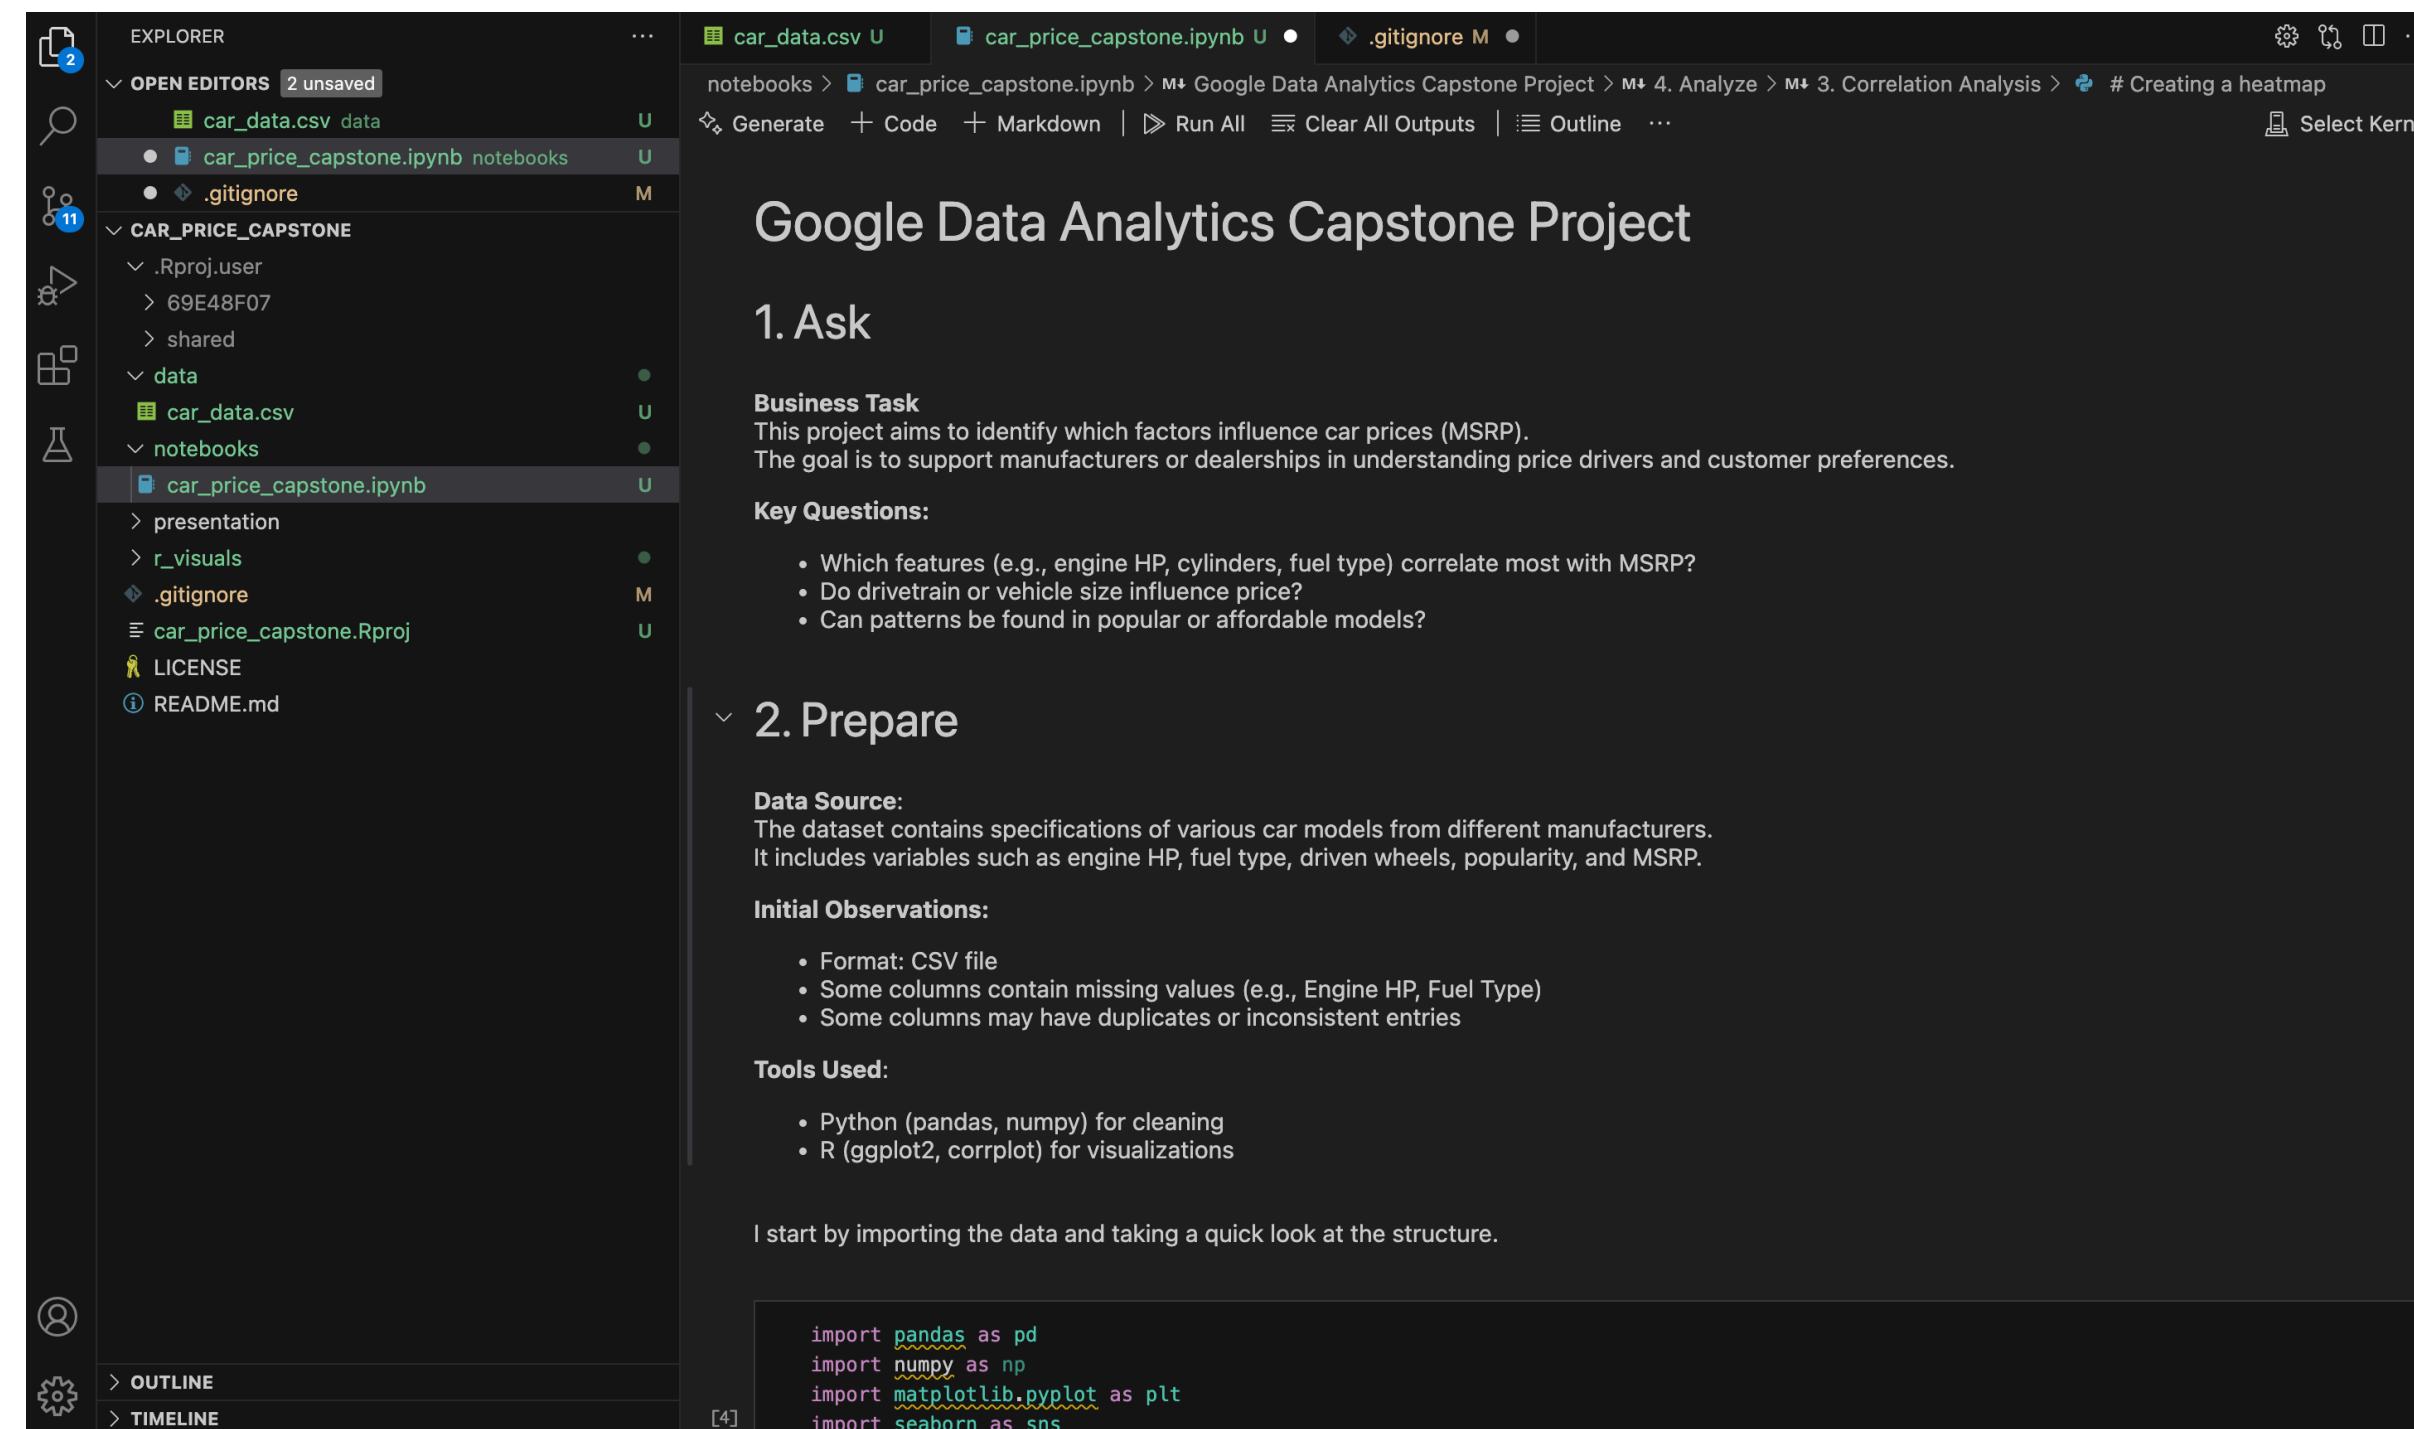 EXPLORER
OPEN EDITORS 2 unsaved
car_data.csv data U
car_price_capstone.ipynb notebooks U
.gitignore M
CAR_PRICE_CAPSTONE
.Rproj.user
69E48F07
shared
data
car_data.csv U
notebooks
car_price_capstone.ipynb U
presentation
r_visuals
.gitignore M
car_price_capstone.Rproj U
LICENSE
README.md
OUTLINE
TIMELINE
2
11
car_data.csv U
car_price_capstone.ipynb U
.gitignore M
notebooks > car_price_capstone.ipynb > M↓ Google Data Analytics Capstone Project > M↓ 4. Analyze > M↓ 3. Correlation Analysis > # Creating a heatmap
Generate + Code + Markdown | Run All Clear All Outputs | Outline ···
Select Kern
Google Data Analytics Capstone Project
1. Ask
Business Task
This project aims to identify which factors influence car prices (MSRP).
The goal is to support manufacturers or dealerships in understanding price drivers and customer preferences.
Key Questions:
• Which features (e.g., engine HP, cylinders, fuel type) correlate most with MSRP?
• Do drivetrain or vehicle size influence price?
• Can patterns be found in popular or affordable models?
2. Prepare
Data Source:
The dataset contains specifications of various car models from different manufacturers.
It includes variables such as engine HP, fuel type, driven wheels, popularity, and MSRP.
Initial Observations:
• Format: CSV file
• Some columns contain missing values (e.g., Engine HP, Fuel Type)
• Some columns may have duplicates or inconsistent entries
Tools Used:
• Python (pandas, numpy) for cleaning
• R (ggplot2, corrplot) for visualizations
I start by importing the data and taking a quick look at the structure.
import pandas as pd
import numpy as np
import matplotlib.pyplot as plt
[4]
import seaborn as sns